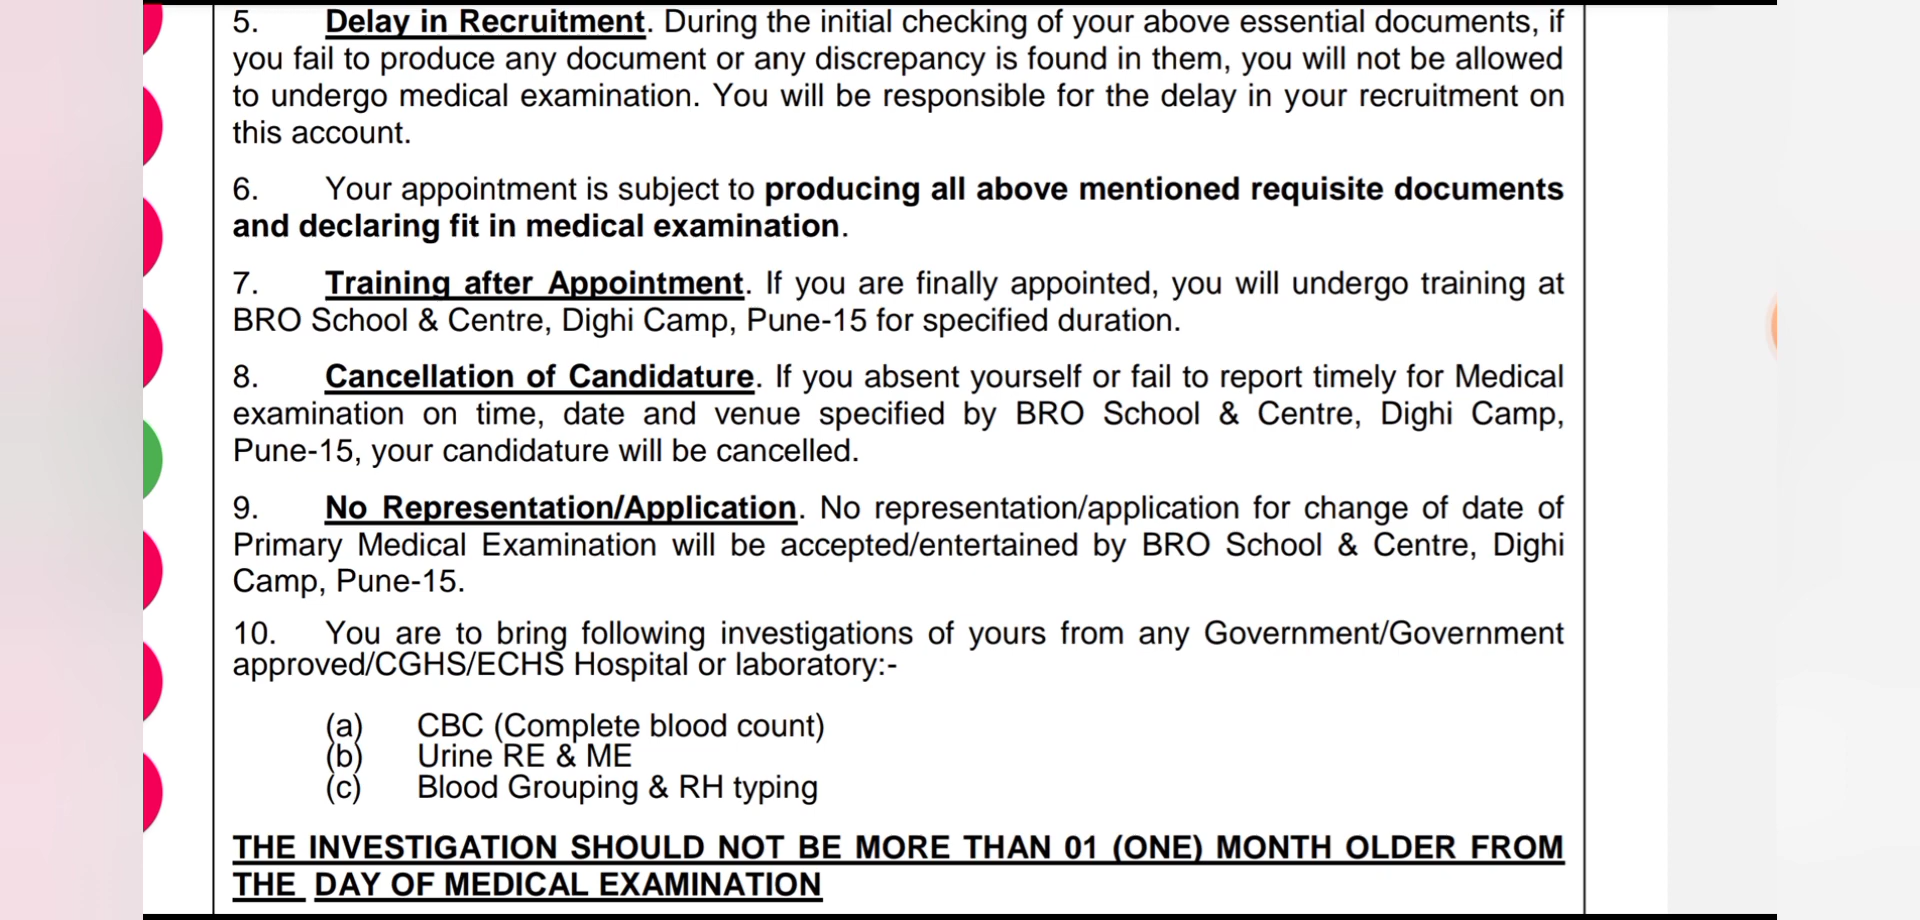 5. Delay in Recruitment. During the initial checking of your above essential documents, if
you fail to produce any document or any discrepancy is found in them, you will not be allowed
to undergo medical examination. You will be responsible for the delay in your recruitment on
this account.
6. Your appointment is subject to producing all above mentioned requisite documents
and declaring fit in medical examination.
7. Training after Appointment. If you are finally appointed, you will undergo training at
BRO School & Centre, Dighi Camp, Pune-15 for specified duration.
8. Cancellation of Candidature. If you absent yourself or fail to report timely for Medical
examination on time, date and venue specified by BRO School & Centre, Dighi Camp,
Pune-15, your candidature will be cancelled.
9. No Representation/Application. No representation/application for change of date of
Primary Medical Examination will be accepted/entertained by BRO School & Centre, Dighi
Camp, Pune-15.
10. You are to bring following investigations of yours from any Government/Government
approved/CGHS/ECHS Hospital or laboratory:-
(a) CBC (Complete blood count)
(b) Urine RE & ME
(c) Blood Grouping & RH typing
THE INVESTIGATION SHOULD NOT BE MORE THAN 01 (ONE) MONTH OLDER FROM
THE DAY OF MEDICAL EXAMINATION